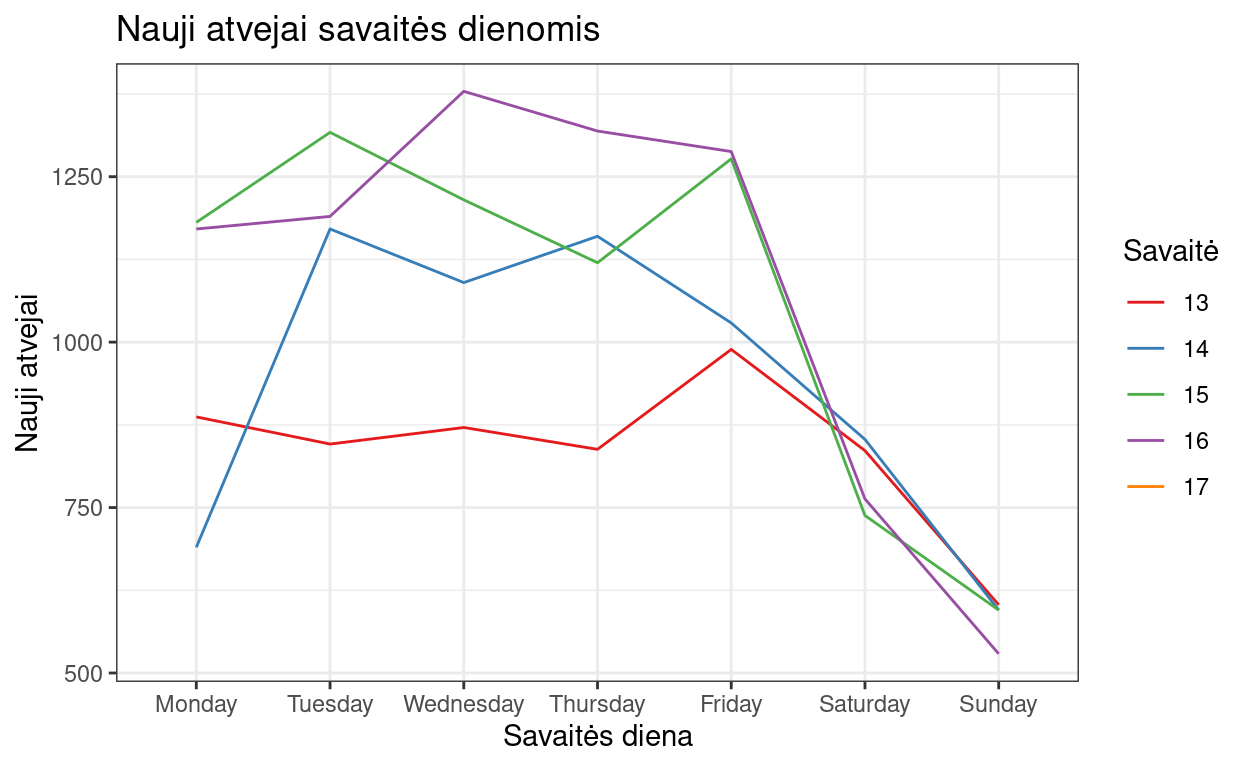 Nauji atvejai savaitės dienomis
Nauji atvejai
1250
1000
750
500
Monday Tuesday Wednesday Thursday Friday Saturday Sunday
Savaitės diena
Savaitė
13
14
15
16
17